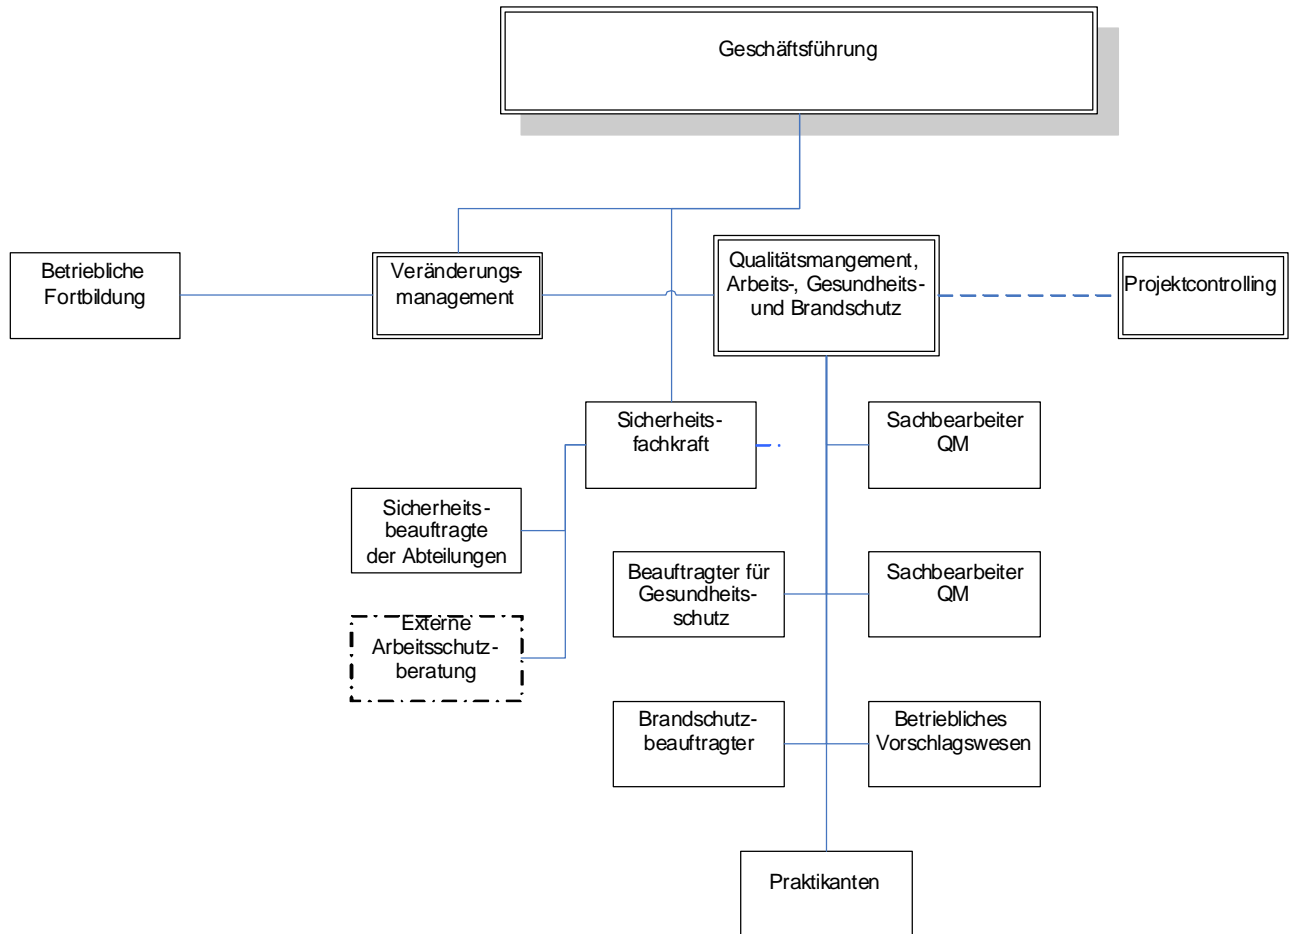 Geschäftsführung
Betriebliche
Fortbildung
Veränderungs-
management
Qualitätsmangement,
Arbeits-, Gesundheits-
und Brandschutz
Projektcontrolling
Sicherheits-
fachkraft
Sachbearbeiter
QM
Sicherheits-
beauftragte
der Abteilungen
Beauftragter für
Gesundheits-
schutz
Sachbearbeiter
QM
Externe
Arbeitsschutz-
beratung
Brandschutz-
beauftragter
Betriebliches
Vorschlagswesen
Praktikanten